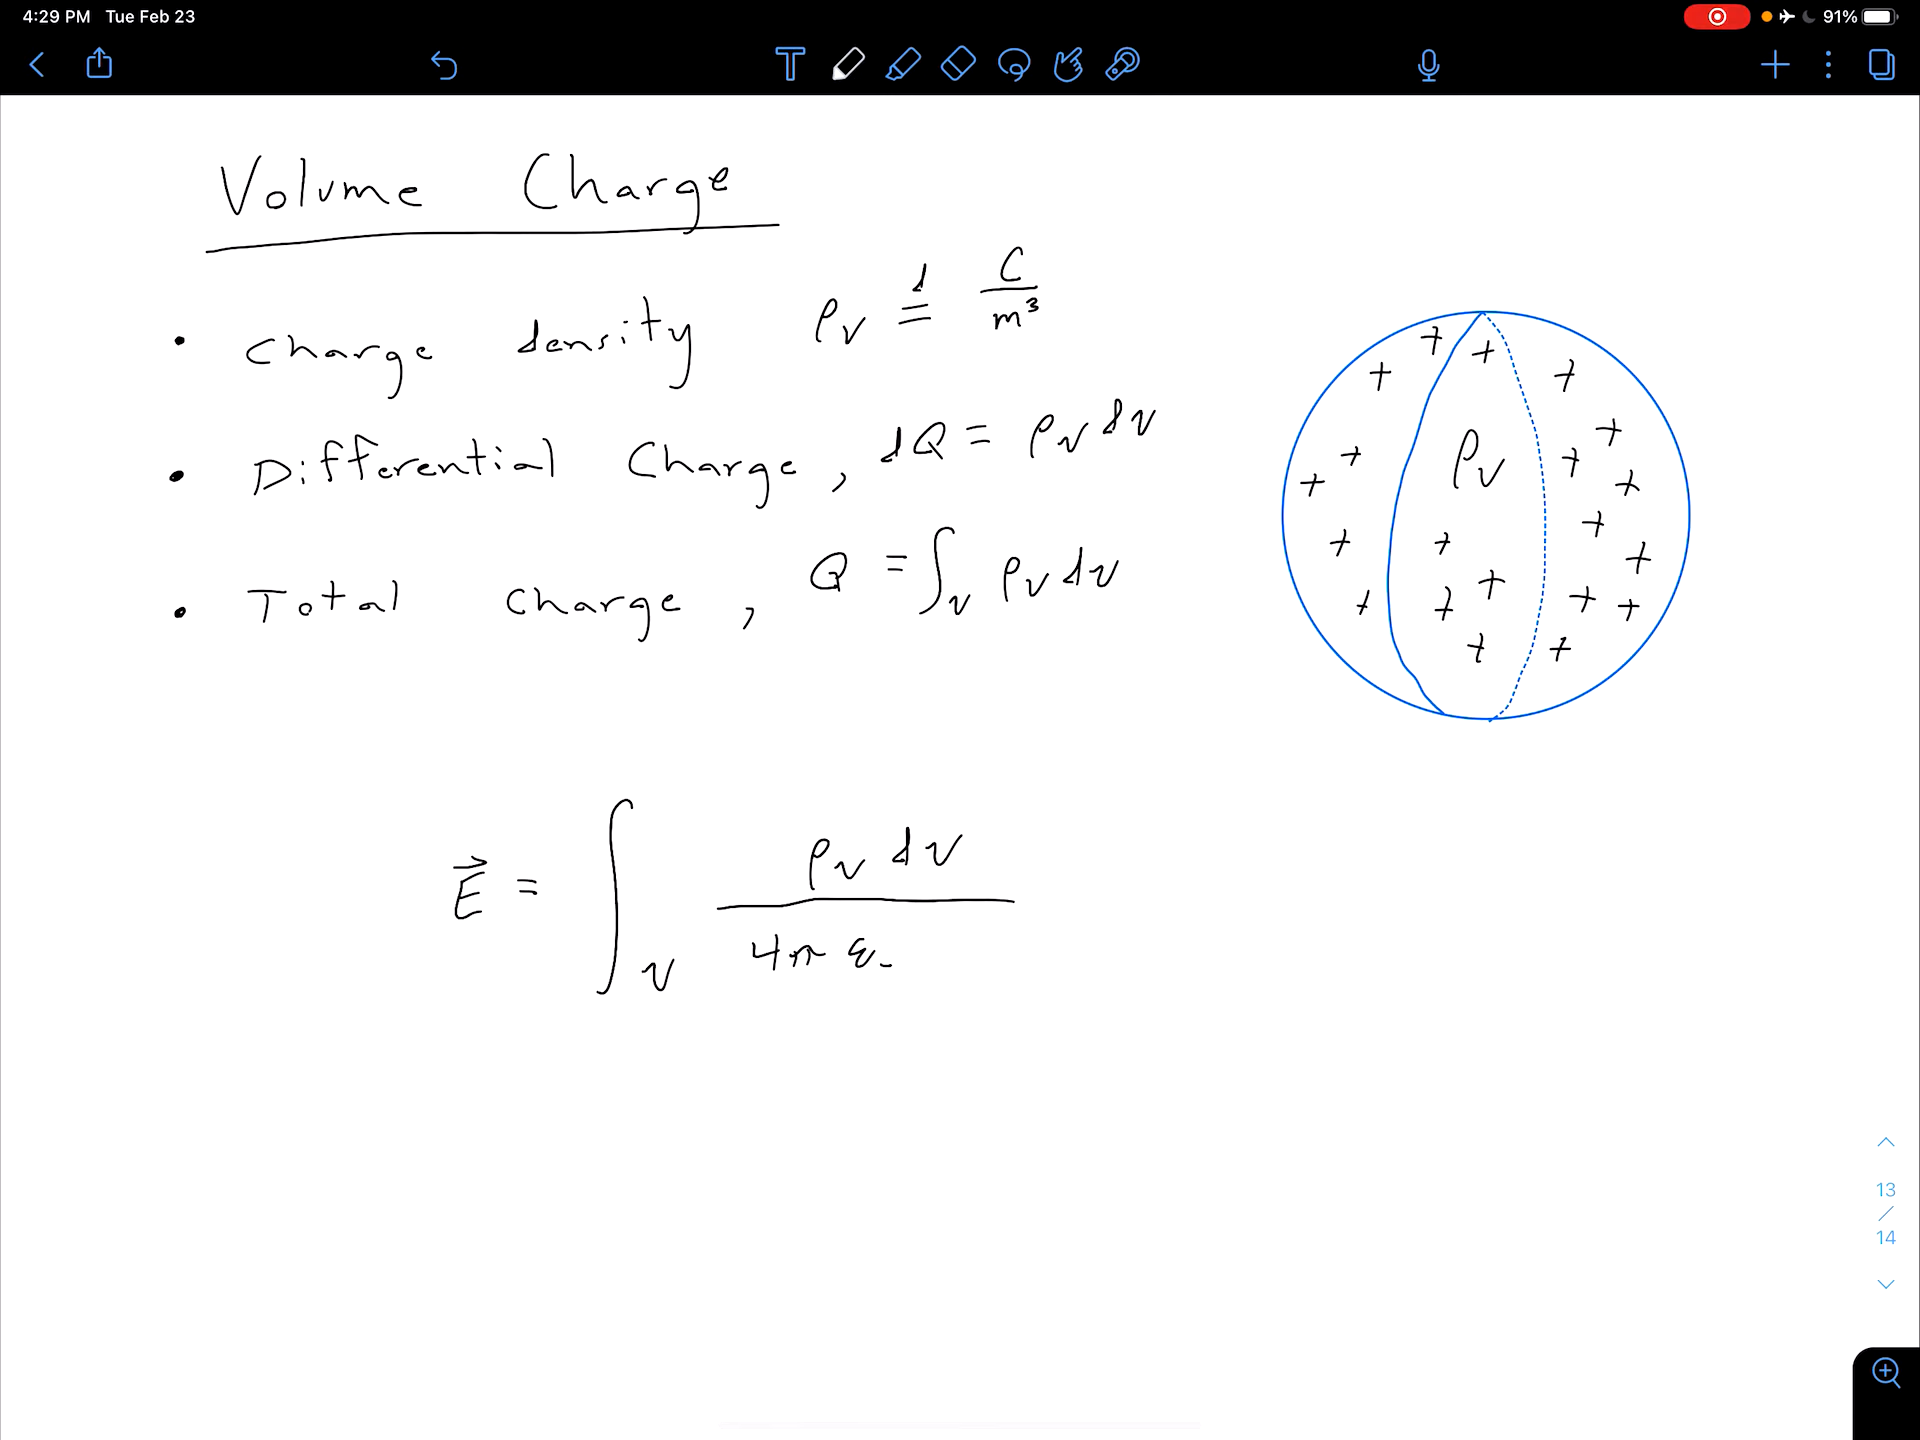 4:29 PM Tue Feb 23
91%
Volume Charge
• Charge density ρᵥ ≝ C/m³
• Differential Charge, dQ = ρᵥ dv
• Total Charge, Q = ∫ᵥ ρᵥ dv
ρᵥ
E⃗ = ∫ᵥ ρᵥ dv / 4π ε
13
/
14